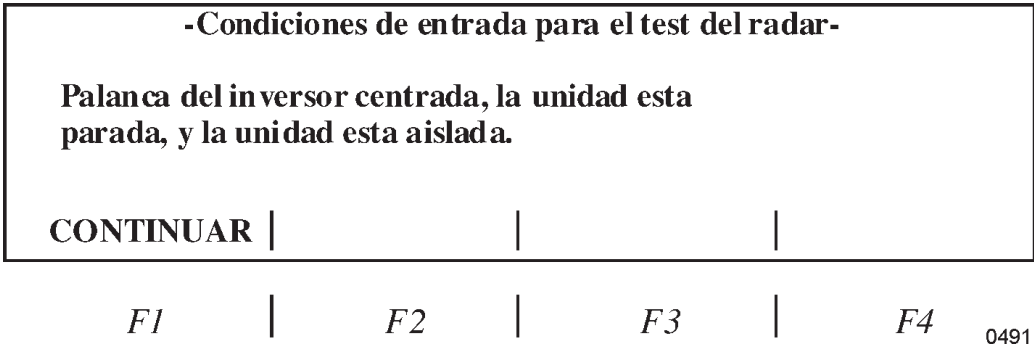 -Condiciones de entrada para el test del radar-
Palanca del inversor centrada, la unidad esta
parada, y la unidad esta aislada.
CONTINUAR
F1 F2 F3 F4
0491